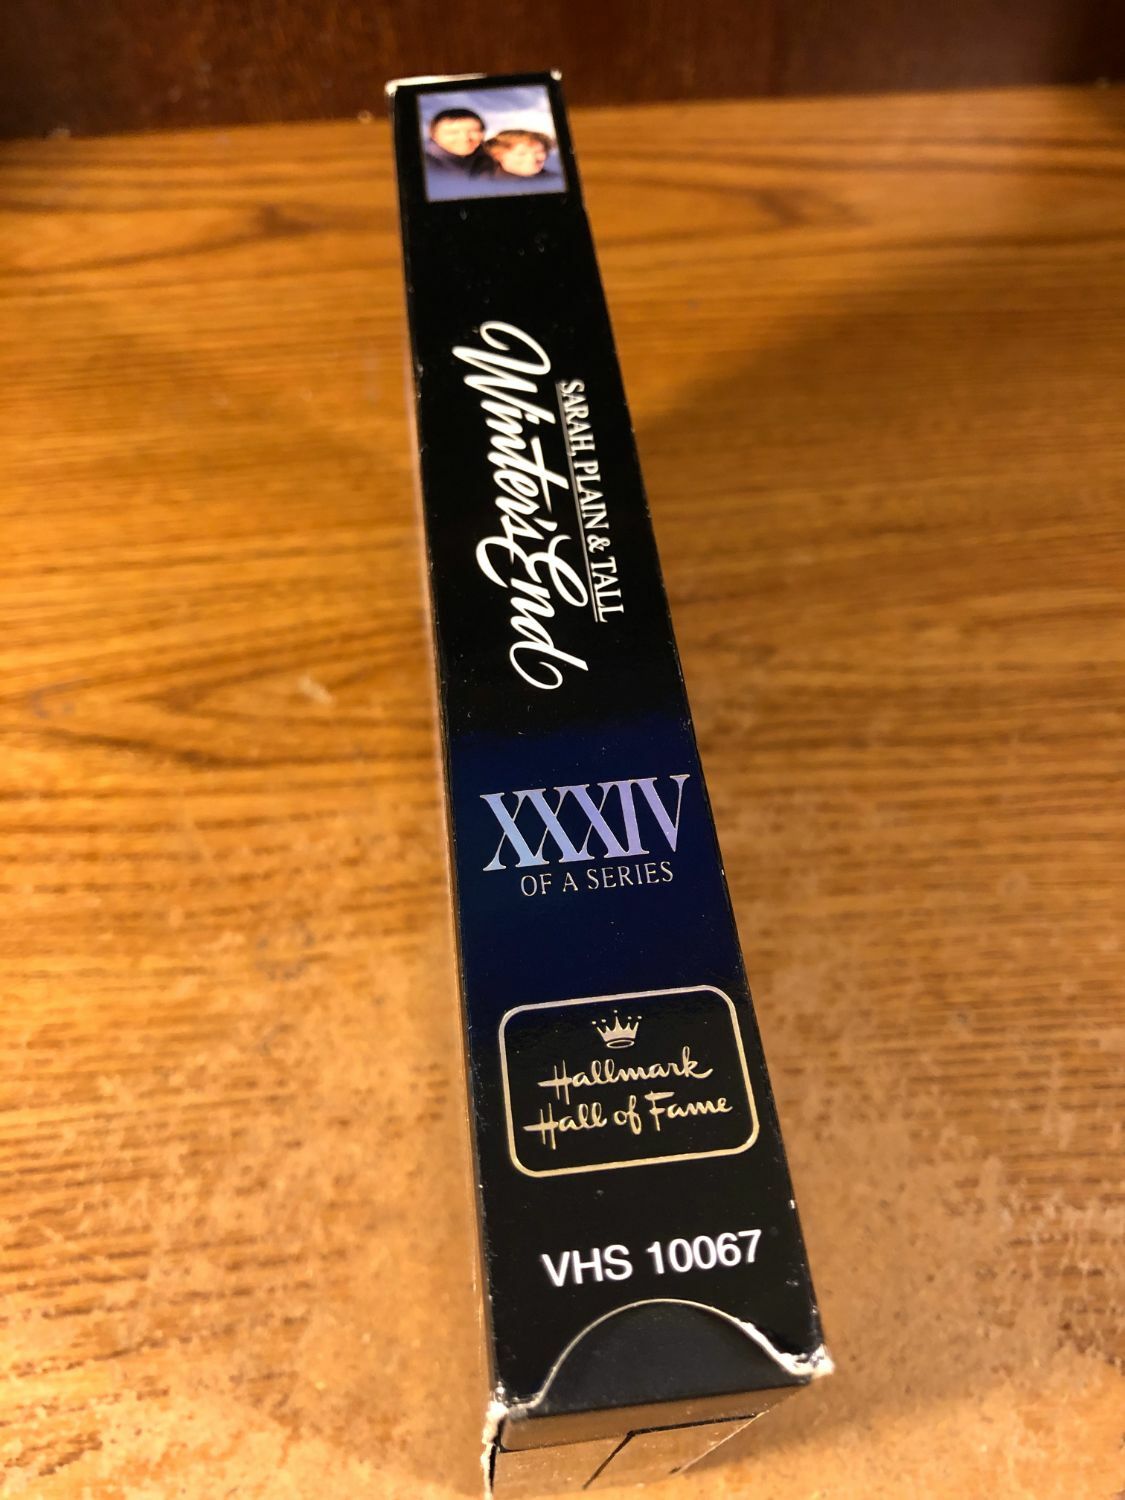 SARAH, PLAIN & TALL
Winter's End
XXXIV
OF A SERIES
Hallmark
Hall of Fame
VHS 10067